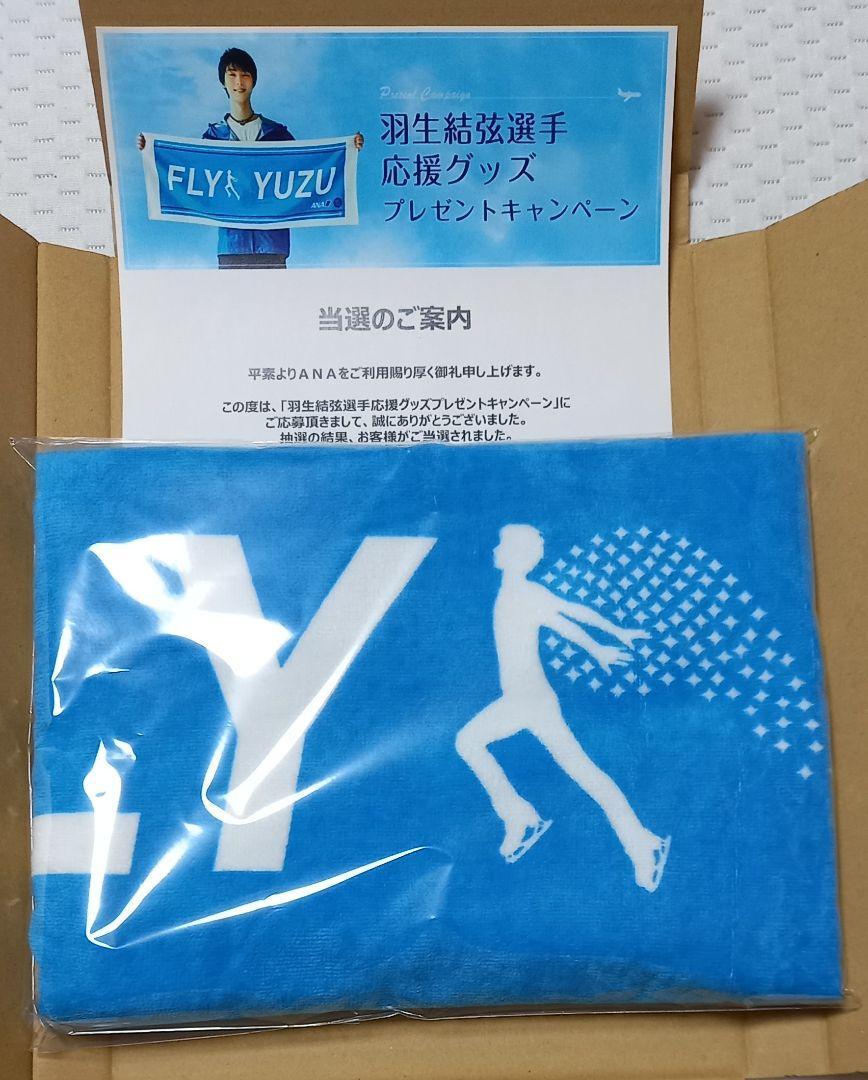 Present Campaign
羽生結弦選手
応援グッズ
プレゼントキャンペーン
FLY YUZU
ANA
当選のご案内
平素よりＡＮＡをご利用賜り厚く御礼申し上げます。
この度は、「羽生結弦選手応援グッズプレゼントキャンペーン」に
ご応募頂きまして、誠にありがとうございました。
抽選の結果、お客様がご当選されました。
LY